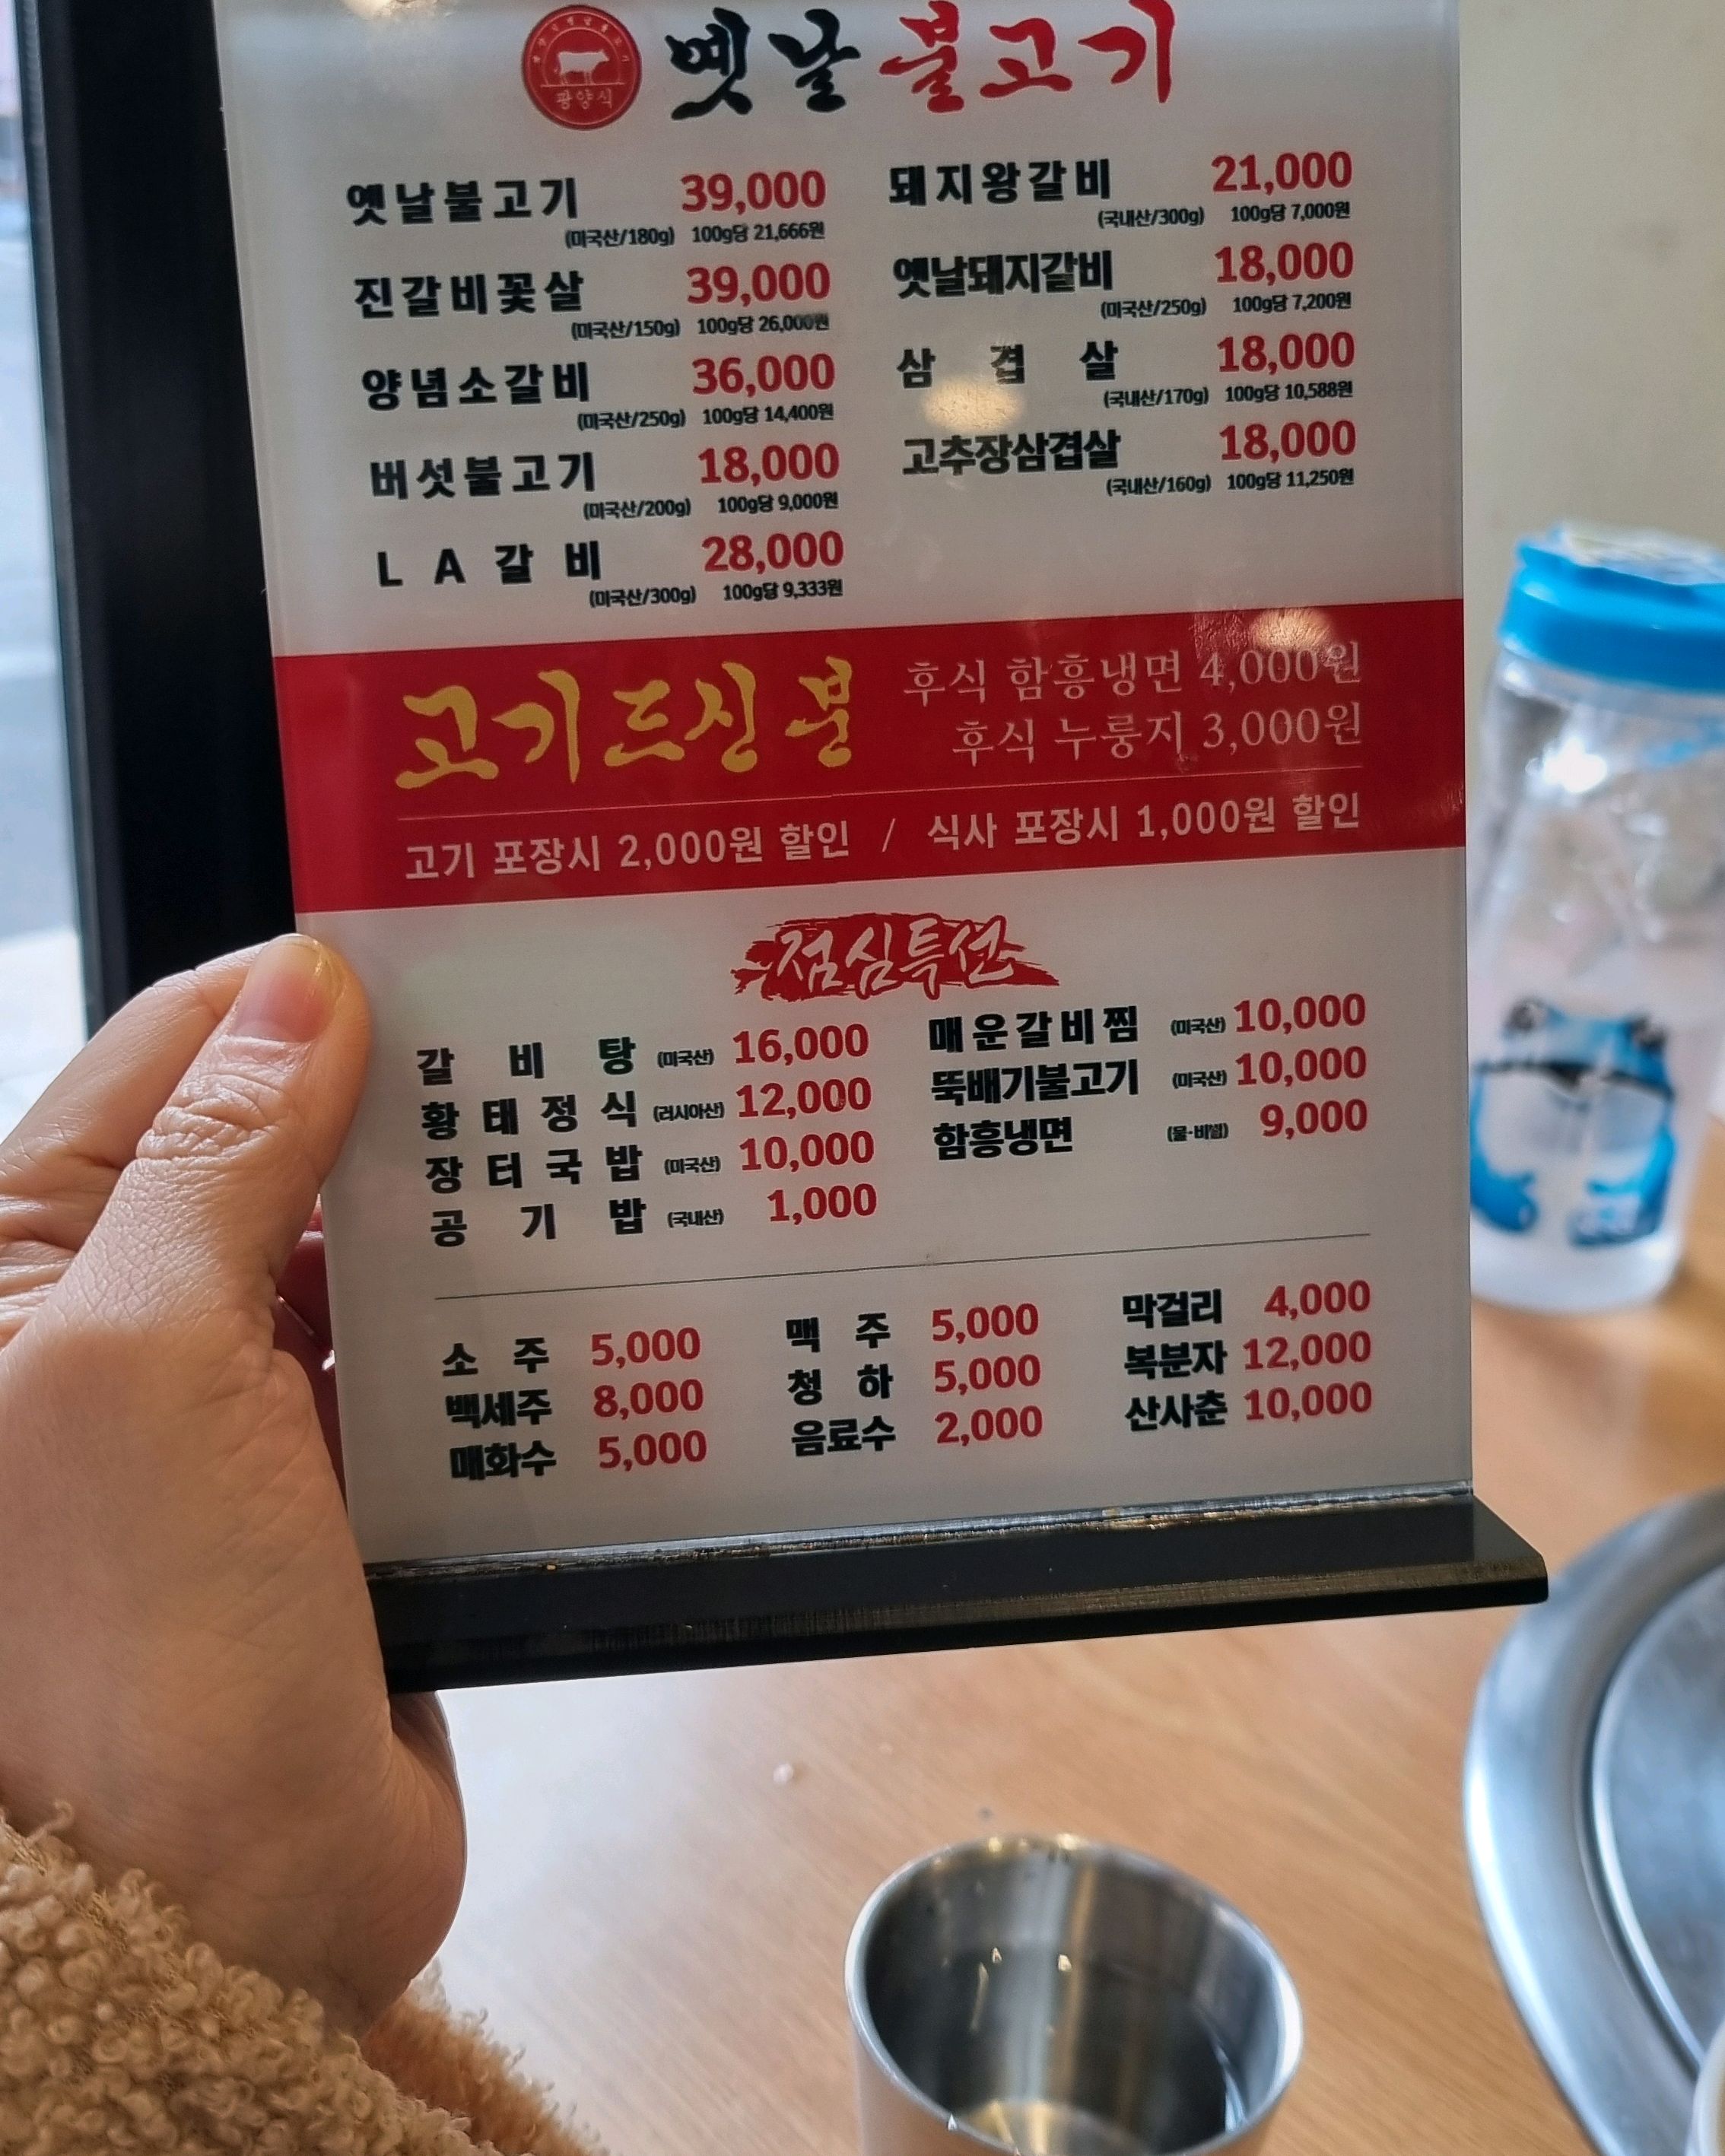 광양식
옛날 불고기
옛날불고기 39,000
(미국산/180g) 100g당 21,666원
진갈비꽃살 39,000
(미국산/150g) 100g당 26,000원
양념소갈비 36,000
(미국산/250g) 100g당 14,400원
버섯불고기 18,000
(미국산/200g) 100g당 9,000원
LA갈비 28,000
(미국산/300g) 100g당 9,333원
돼지왕갈비 21,000
(국내산/300g) 100g당 7,000원
옛날돼지갈비 18,000
(미국산/250g) 100g당 7,200원
삼겹살 18,000
(국내산/170g) 100g당 10,588원
고추장삼겹살 18,000
(국내산/160g) 100g당 11,250원
고기드신 분
후식 함흥냉면 4,000원
후식 누룽지 3,000원
고기 포장시 2,000원 할인 / 식사 포장시 1,000원 할인
점심특선
갈비탕 (미국산) 16,000
황태정식 (러시아산) 12,000
장터국밥 (미국산) 10,000
공기밥 (국내산) 1,000
매운갈비찜 (미국산) 10,000
뚝배기불고기 (미국산) 10,000
함흥냉면 (물·비빔) 9,000
소주 5,000
백세주 8,000
매화수 5,000
맥주 5,000
청하 5,000
음료수 2,000
막걸리 4,000
복분자 12,000
산사춘 10,000